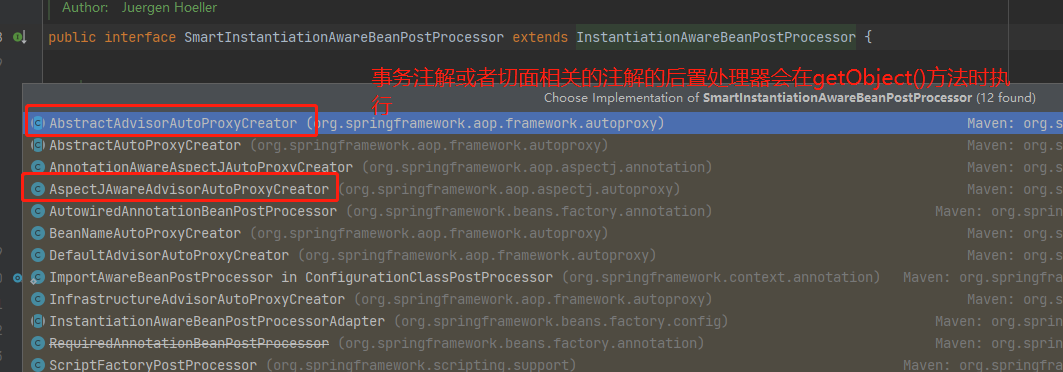 Author: Juergen Hoeller
public interface SmartInstantiationAwareBeanPostProcessor extends InstantiationAwareBeanPostProcessor {
事务注解或者切面相关的注解的后置处理器会在getObject()方法时执
行
Choose Implementation of SmartInstantiationAwareBeanPostProcessor (12 found)
AbstractAdvisorAutoProxyCreator (org.springframework.aop.framework.autoproxy) Maven: org.s
AbstractAutoProxyCreator (org.springframework.aop.framework.autoproxy) Maven: org.s
AnnotationAwareAspectJAutoProxyCreator (org.springframework.aop.aspectj.annotation) Maven: org.s
AspectJAwareAdvisorAutoProxyCreator (org.springframework.aop.aspectj.autoproxy) Maven: org.s
AutowiredAnnotationBeanPostProcessor (org.springframework.beans.factory.annotation) Maven: org.sprin
BeanNameAutoProxyCreator (org.springframework.aop.framework.autoproxy) Maven: org.s
DefaultAdvisorAutoProxyCreator (org.springframework.aop.framework.autoproxy) Maven: org.s
ImportAwareBeanPostProcessor in ConfigurationClassPostProcessor (org.springframework.context.annotation) Maven: org.springfra
InfrastructureAdvisorAutoProxyCreator (org.springframework.aop.framework.autoproxy) Maven: org.s
InstantiationAwareBeanPostProcessorAdapter (org.springframework.beans.factory.config) Maven: org.sprin
RequiredAnnotationBeanPostProcessor (org.springframework.beans.factory.annotation) Maven: org.sprin
ScriptFactoryPostProcessor (org.springframework.scripting.support) Maven: org.springfra